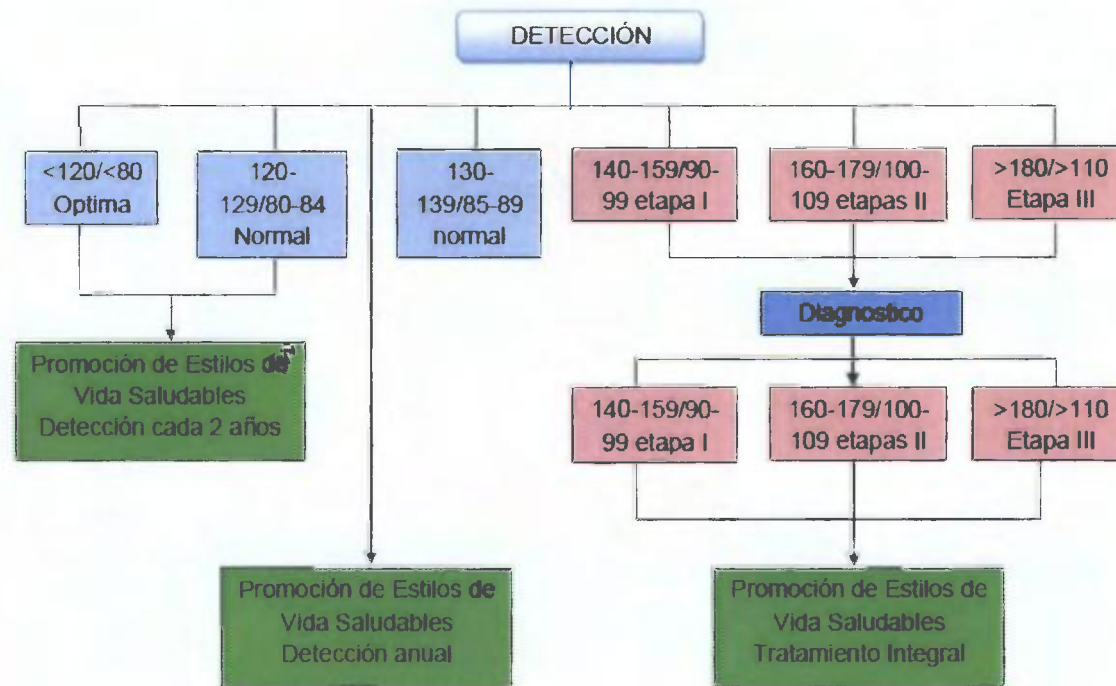 DETECCIÓN
<120/<80
Optima
120-
129/80-84
Normal
130-
139/85-89
normal
140-159/90-
99 etapa I
160-179/100-
109 etapas II
>180/>110
Etapa III
Diagnostico
Promoción de Estilos de
Vida Saludables
Detección cada 2 años
140-159/90-
99 etapa I
160-179/100-
109 etapas II
>180/>110
Etapa III
Promoción de Estilos de
Vida Saludables
Detección anual
Promoción de Estilos de
Vida Saludables
Tratamiento Integral